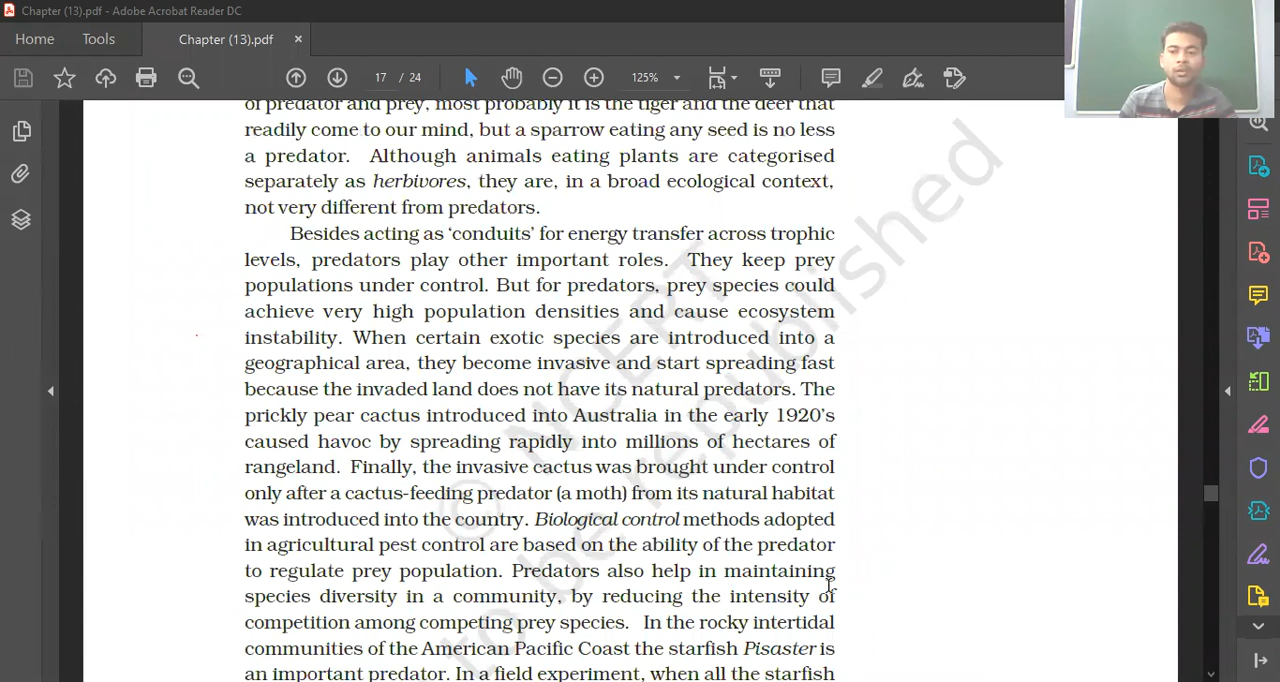 Chapter (13).pdf - Adobe Acrobat Reader DC
Home Tools Chapter (13).pdf ×
17 / 24 125%
of predator and prey, most probably it is the tiger and the deer that
readily come to our mind, but a sparrow eating any seed is no less
a predator. Although animals eating plants are categorised
separately as herbivores, they are, in a broad ecological context,
not very different from predators.
Besides acting as ‘conduits’ for energy transfer across trophic
levels, predators play other important roles. They keep prey
populations under control. But for predators, prey species could
achieve very high population densities and cause ecosystem
instability. When certain exotic species are introduced into a
geographical area, they become invasive and start spreading fast
because the invaded land does not have its natural predators. The
prickly pear cactus introduced into Australia in the early 1920’s
caused havoc by spreading rapidly into millions of hectares of
rangeland. Finally, the invasive cactus was brought under control
only after a cactus-feeding predator (a moth) from its natural habitat
was introduced into the country. Biological control methods adopted
in agricultural pest control are based on the ability of the predator
to regulate prey population. Predators also help in maintaining
species diversity in a community, by reducing the intensity of
competition among competing prey species. In the rocky intertidal
communities of the American Pacific Coast the starfish Pisaster is
an important predator. In a field experiment, when all the starfish
© NCERT
to be republished